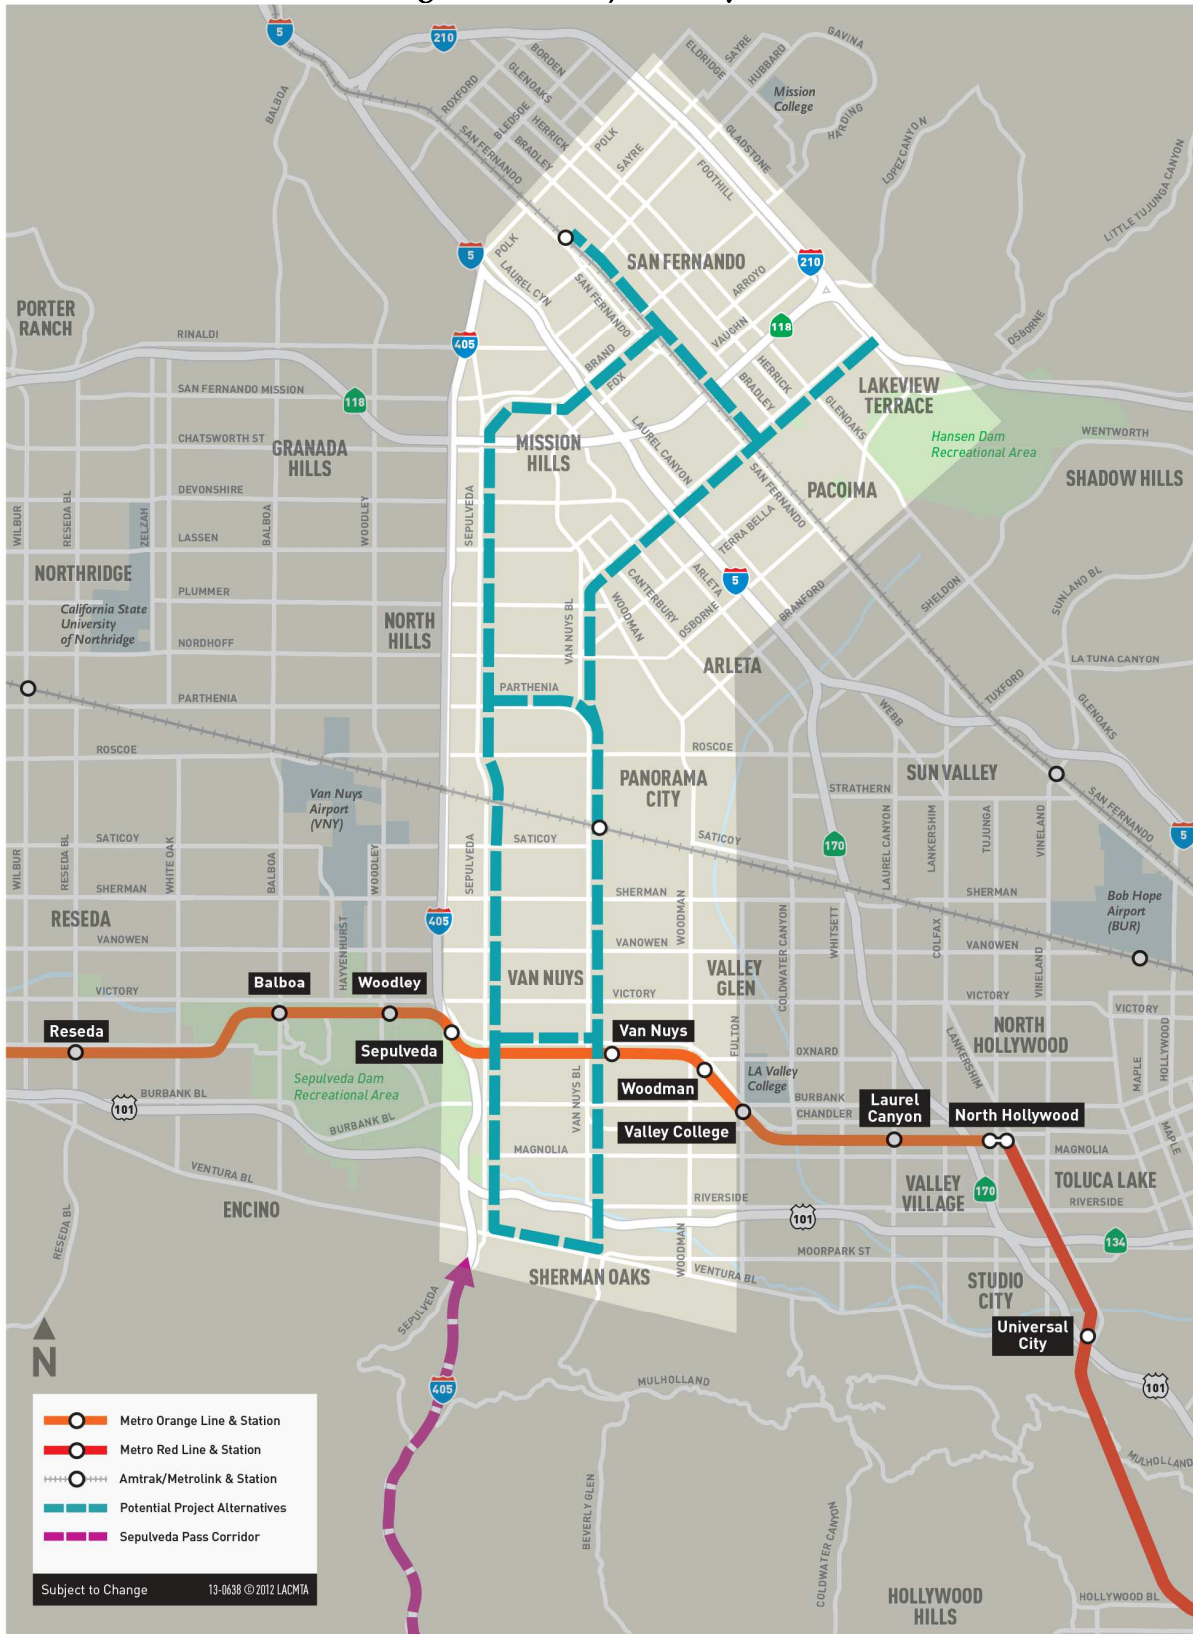 5
210
BORDEN
GLENOAKS
ROXFORD
BLEDSOE
HERRICK
BRADLEY
SAN FERNANDO
BALBOA
POLK
SAYRE
ELDRIDGE
SAYRE
HUBBARD
GAVINA
Mission
College
HARDING
GLADSTONE
FOOTHILL
LOPEZ CANYON
LITTLE TUJUNGA CANYON
5
POLK
LAUREL CYN
SAN FERNANDO
SAN FERNANDO
ARROYO
210
VAUGHN
118
OSBORNE
PORTER
RANCH
RINALDI
405
BRAND
FOX
HERRICK
BRADLEY
GLENOAKS
LAKEVIEW
TERRACE
SAN FERNANDO MISSION
118
CHATSWORTH ST
GRANADA
HILLS
MISSION
HILLS
LAUREL CANYON
Hansen Dam
Recreational Area
WENTWORTH
SHADOW HILLS
DEVONSHIRE
PACOIMA
SAN FERNANDO
WILBUR
RESEDA BL
ZELZAH
BALBOA
WOODLEY
SEPULVEDA
LASSEN
TERRA BELLA
NORTHRIDGE
California State
University
of Northridge
PLUMMER
NORDHOFF
NORTH
HILLS
VAN NUYS BL
WOODMAN
CANTERBURY
ARLETA
OSBORNE
5
BRANFORD
SHELDON
SUNLAND BL
ARLETA
LA TUNA CANYON
PARTHENIA
PARTHENIA
TUXFORD
GLENOAKS
WEBB
ROSCOE
ROSCOE
PANORAMA
CITY
SUN VALLEY
STRATHERN
SAN FERNANDO
Van Nuys
Airport
(VNY)
SATICOY
SATICOY
SATICOY
170
LAUREL CANYON
LANKERSHIM
TUJUNGA
VINELAND
5
WILBUR
RESEDA BL
WHITE OAK
BALBOA
WOODLEY
SEPULVEDA
SHERMAN
SHERMAN
SHERMAN
Bob Hope
Airport
(BUR)
RESEDA
405
HAYVENHURST
WOODMAN
COLDWATER CANYON
WHITSETT
COLFAX
VINELAND
VANOWEN
VANOWEN
VANOWEN
VAN NUYS
VALLEY
GLEN
VICTORY
Balboa
Woodley
VICTORY
VICTORY
VICTORY
Reseda
Sepulveda
Van Nuys
FULTON
OXNARD
LANKERSHIM
NORTH
HOLLYWOOD
MAPLE
HOLLYWOOD
Sepulveda Dam
Recreational Area
VAN NUYS BL
Woodman
LA Valley
College
BURBANK BL
101
BURBANK BL
BURBANK
CHANDLER
Laurel
Canyon
North Hollywood
Valley College
MAPLE
MAGNOLIA
MAGNOLIA
VENTURA BL
RESEDA BL
ENCINO
RIVERSIDE
101
VALLEY
VILLAGE
170
TOLUCA LAKE
RIVERSIDE
134
WOODMAN
MOORPARK ST
SHERMAN OAKS
VENTURA BL
SEPULVEDA
STUDIO
CITY
Universal
City
N
405
MULHOLLAND
101
MULHOLLAND
BEVERLY GLEN
COLDWATER CANYON
HOLLYWOOD
HILLS
HOLLYWOOD BL
Metro Orange Line & Station
Metro Red Line & Station
Amtrak/Metrolink & Station
Potential Project Alternatives
Sepulveda Pass Corridor
Subject to Change
13-0638 © 2012 LACMTA